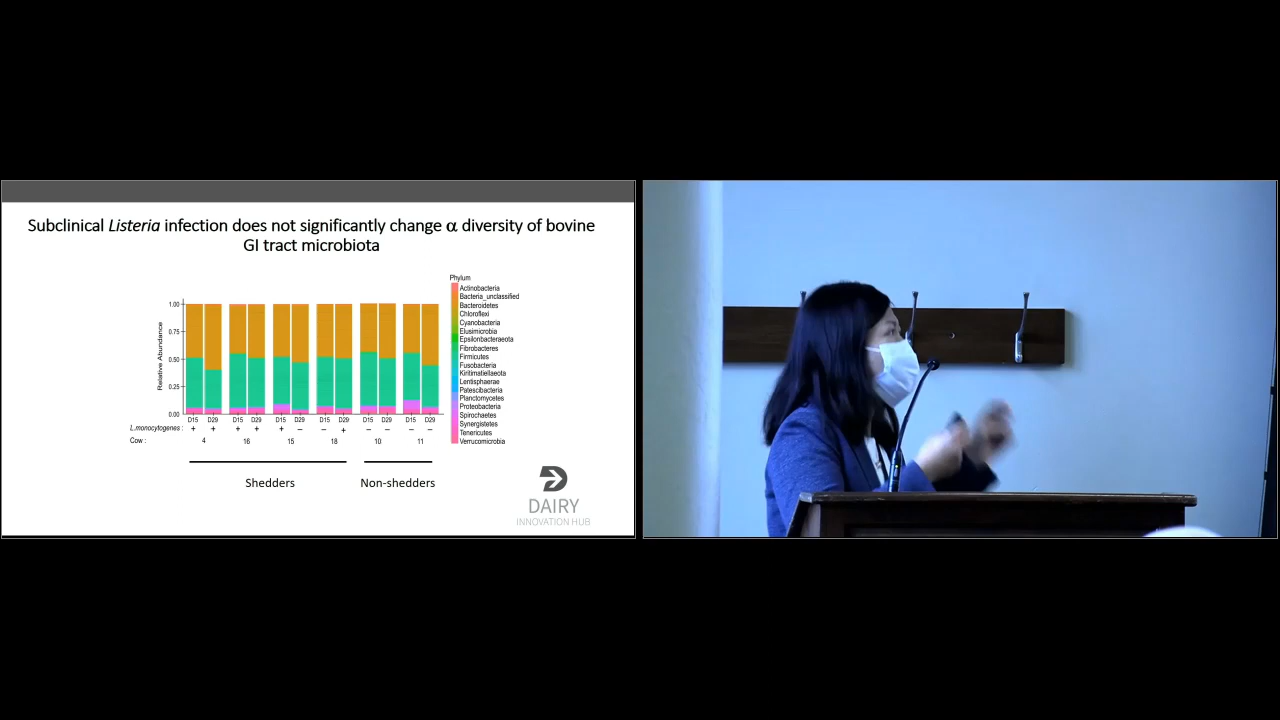 Subclinical Listeria infection does not significantly change α diversity of bovine
GI tract microbiota
Phylum
Actinobacteria
Bacteria_unclassified
Bacteroidetes
Chloroflexi
Cyanobacteria
Elusimicrobia
Epsilonbacteraeota
Fibrobacteres
Firmicutes
Fusobacteria
Kiritimatiellaeota
Lentisphaerae
Patescibacteria
Planctomycetes
Proteobacteria
Spirochaetes
Synergistetes
Tenericutes
Verrucomicrobia
Relative Abundance
1.00
0.75
0.50
0.25
0.00
D15 D29 D15 D29 D15 D29 D15 D29 D15 D29 D15 D29
L.monocytogenes : + + + + + – – + – – – –
Cow : 4 16 15 18 10 11
Shedders Non-shedders
DAIRY
INNOVATION HUB